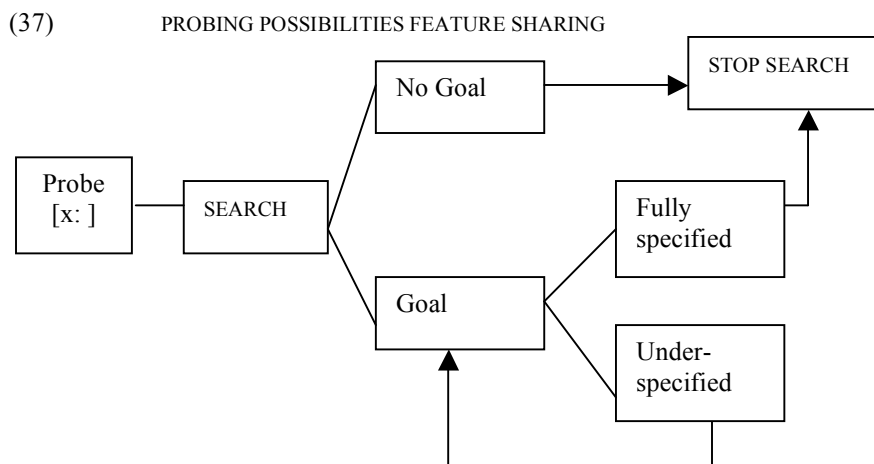 (37) PROBING POSSIBILITIES FEATURE SHARING
STOP SEARCH
No Goal
Probe
[x: ]
SEARCH
Fully
specified
Goal
Under-
specified